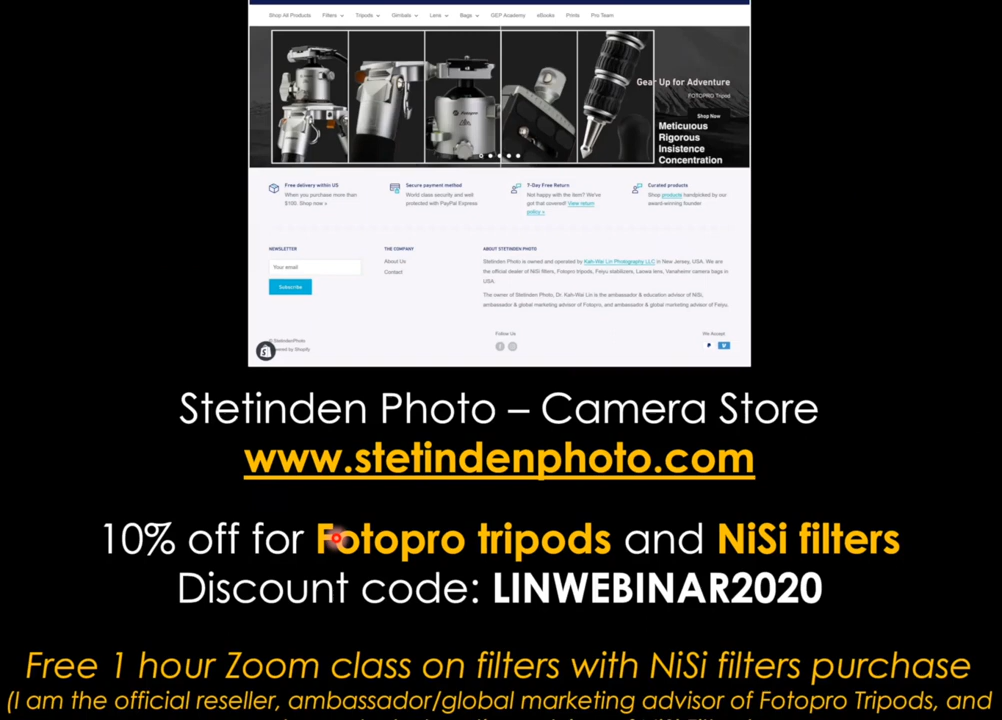 Shop All Products Filters Tripods Gimbals Lens Bags GEP Academy eBooks Prints Pro Team
Gear Up for Adventure
FOTOPRO Tripod
Shop Now
Meticuious
Rigorous
Insistence
Concentration
Fotopro
Free delivery within US
When you purchase more than
$100. Shop now »
Secure payment method
World class security and well
protected with PayPal Express
7-Day Free Return
Not happy with the item? We've
got that covered! View return
policy »
Curated products
Shop products handpicked by our
award-winning founder
NEWSLETTER
Your email
Subscribe
THE COMPANY
About Us
Contact
ABOUT STETINDEN PHOTO
Stetinden Photo is owned and operated by Kah-Wai Lin Photography LLC in New Jersey, USA. We are
the official dealer of NiSi filters, Fotopro tripods, Feiyu stabilizers, Laowa lens, Vanaheimr camera bags in
USA.
The owner of Stetinden Photo, Dr. Kah-Wai Lin is the ambassador & education advisor of NiSi,
ambassador & global marketing advisor of Fotopro, and ambassador & global marketing advisor of Feiyu.
© StetindenPhoto
Powered by Shopify
Follow Us
We Accept
Stetinden Photo – Camera Store
www.stetindenphoto.com
10% off for Fotopro tripods and NiSi filters
Discount code: LINWEBINAR2020
Free 1 hour Zoom class on filters with NiSi filters purchase
(I am the official reseller, ambassador/global marketing advisor of Fotopro Tripods, and